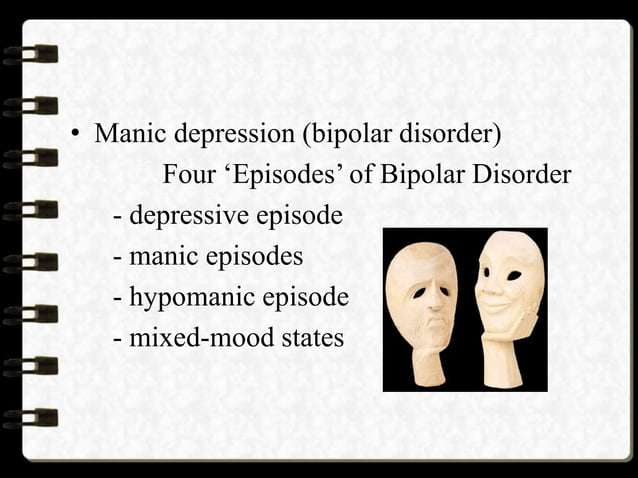 • Manic depression (bipolar disorder)
Four ‘Episodes’ of Bipolar Disorder
- depressive episode
- manic episodes
- hypomanic episode
- mixed-mood states